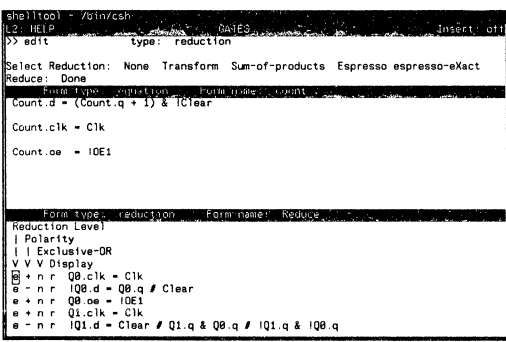 shelltool - /bin/csh
L2: HELP GATES Insert: off
>> edit type: reduction
Select Reduction: None Transform Sum-of-products Espresso espresso-eXact
Reduce: Done
Form type: equation Form name: count
Count.d = (Count.q + 1) & !Clear
Count.clk = Clk
Count.oe = !OE1
Form type: reduction Form name: Reduce
Reduction Level
| Polarity
| | Exclusive-OR
V V V Display
e + n r Q0.clk = Clk
e - n r !Q0.d = Q0.q # Clear
e + n r Q0.oe = !OE1
e + n r Q1.clk = Clk
e - n r !Q1.d = Clear # Q1.q & Q0.q # !Q1.q & !Q0.q